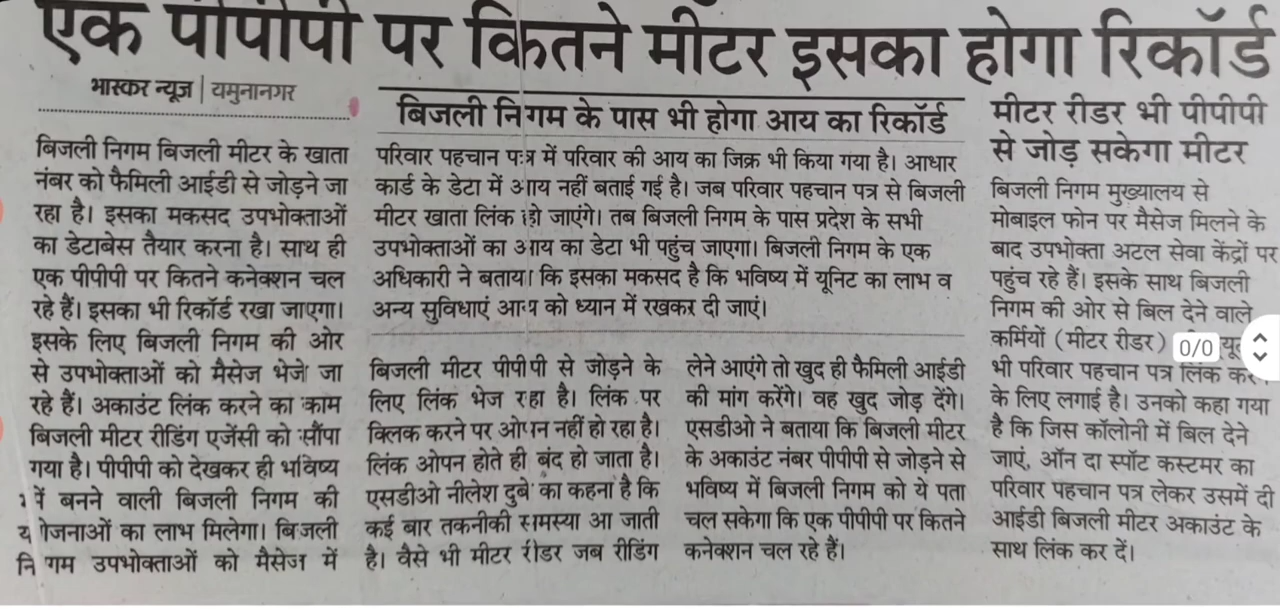 एक पीपीपी पर कितने मीटर इसका होगा रिकॉर्ड
भास्कर न्यूज | यमुनानगर
बिजली निगम बिजली मीटर के खाता
नंबर को फैमिली आईडी से जोड़ने जा
रहा है। इसका मकसद उपभोक्ताओं
का डेटाबेस तैयार करना है। साथ ही
एक पीपीपी पर कितने कनेक्शन चल
रहे हैं। इसका भी रिकॉर्ड रखा जाएगा।
इसके लिए बिजली निगम की ओर
से उपभोक्ताओं को मैसेज भेजे जा
रहे हैं। अकाउंट लिंक करने का काम
बिजली मीटर रीडिंग एजेंसी को सौंपा
गया है। पीपीपी को देखकर ही भविष्य
में बनने वाली बिजली निगम की
योजनाओं का लाभ मिलेगा। बिजली
निगम उपभोक्ताओं को मैसेज में
बिजली निगम के पास भी होगा आय का रिकॉर्ड
परिवार पहचान पत्र में परिवार की आय का जिक्र भी किया गया है। आधार
कार्ड के डेटा में आय नहीं बताई गई है। जब परिवार पहचान पत्र से बिजली
मीटर खाता लिंक हो जाएंगे। तब बिजली निगम के पास प्रदेश के सभी
उपभोक्ताओं का आय का डेटा भी पहुंच जाएगा। बिजली निगम के एक
अधिकारी ने बताया कि इसका मकसद है कि भविष्य में यूनिट का लाभ व
अन्य सुविधाएं आय को ध्यान में रखकर दी जाएं।
बिजली मीटर पीपीपी से जोड़ने के
लिए लिंक भेज रहा है। लिंक पर
क्लिक करने पर ओपन नहीं हो रहा है।
लिंक ओपन होते ही बंद हो जाता है।
एसडीओ नीलेश दुबे का कहना है कि
कई बार तकनीकी समस्या आ जाती
है। वैसे भी मीटर रीडर जब रीडिंग
लेने आएंगे तो खुद ही फैमिली आईडी
की मांग करेंगे। वह खुद जोड़ देंगे।
एसडीओ ने बताया कि बिजली मीटर
के अकाउंट नंबर पीपीपी से जोड़ने से
भविष्य में बिजली निगम को ये पता
चल सकेगा कि एक पीपीपी पर कितने
कनेक्शन चल रहे हैं।
मीटर रीडर भी पीपीपी
से जोड़ सकेगा मीटर
बिजली निगम मुख्यालय से
मोबाइल फोन पर मैसेज मिलने के
बाद उपभोक्ता अटल सेवा केंद्रों पर
पहुंच रहे हैं। इसके साथ बिजली
निगम की ओर से बिल देने वाले
कर्मियों (मीटर रीडर)
0/0
भी परिवार पहचान पत्र लिंक करने
के लिए लगाई है। उनको कहा गया
है कि जिस कॉलोनी में बिल देने
जाएं, ऑन दा स्पॉट कस्टमर का
परिवार पहचान पत्र लेकर उसमें दी
आईडी बिजली मीटर अकाउंट के
साथ लिंक कर दें।